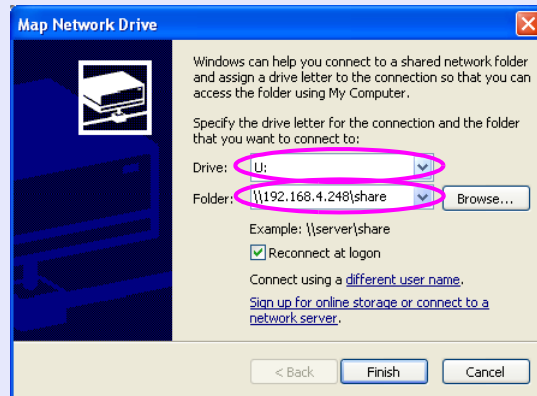 Map Network Drive
Windows can help you connect to a shared network folder
and assign a drive letter to the connection so that you can
access the folder using My Computer.
Specify the drive letter for the connection and the folder
that you want to connect to:
Drive: U:
Folder: \\192.168.4.248\share Browse...
Example: \\server\share
Reconnect at logon
Connect using a different user name.
Sign up for online storage or connect to a
network server.
< Back Finish Cancel